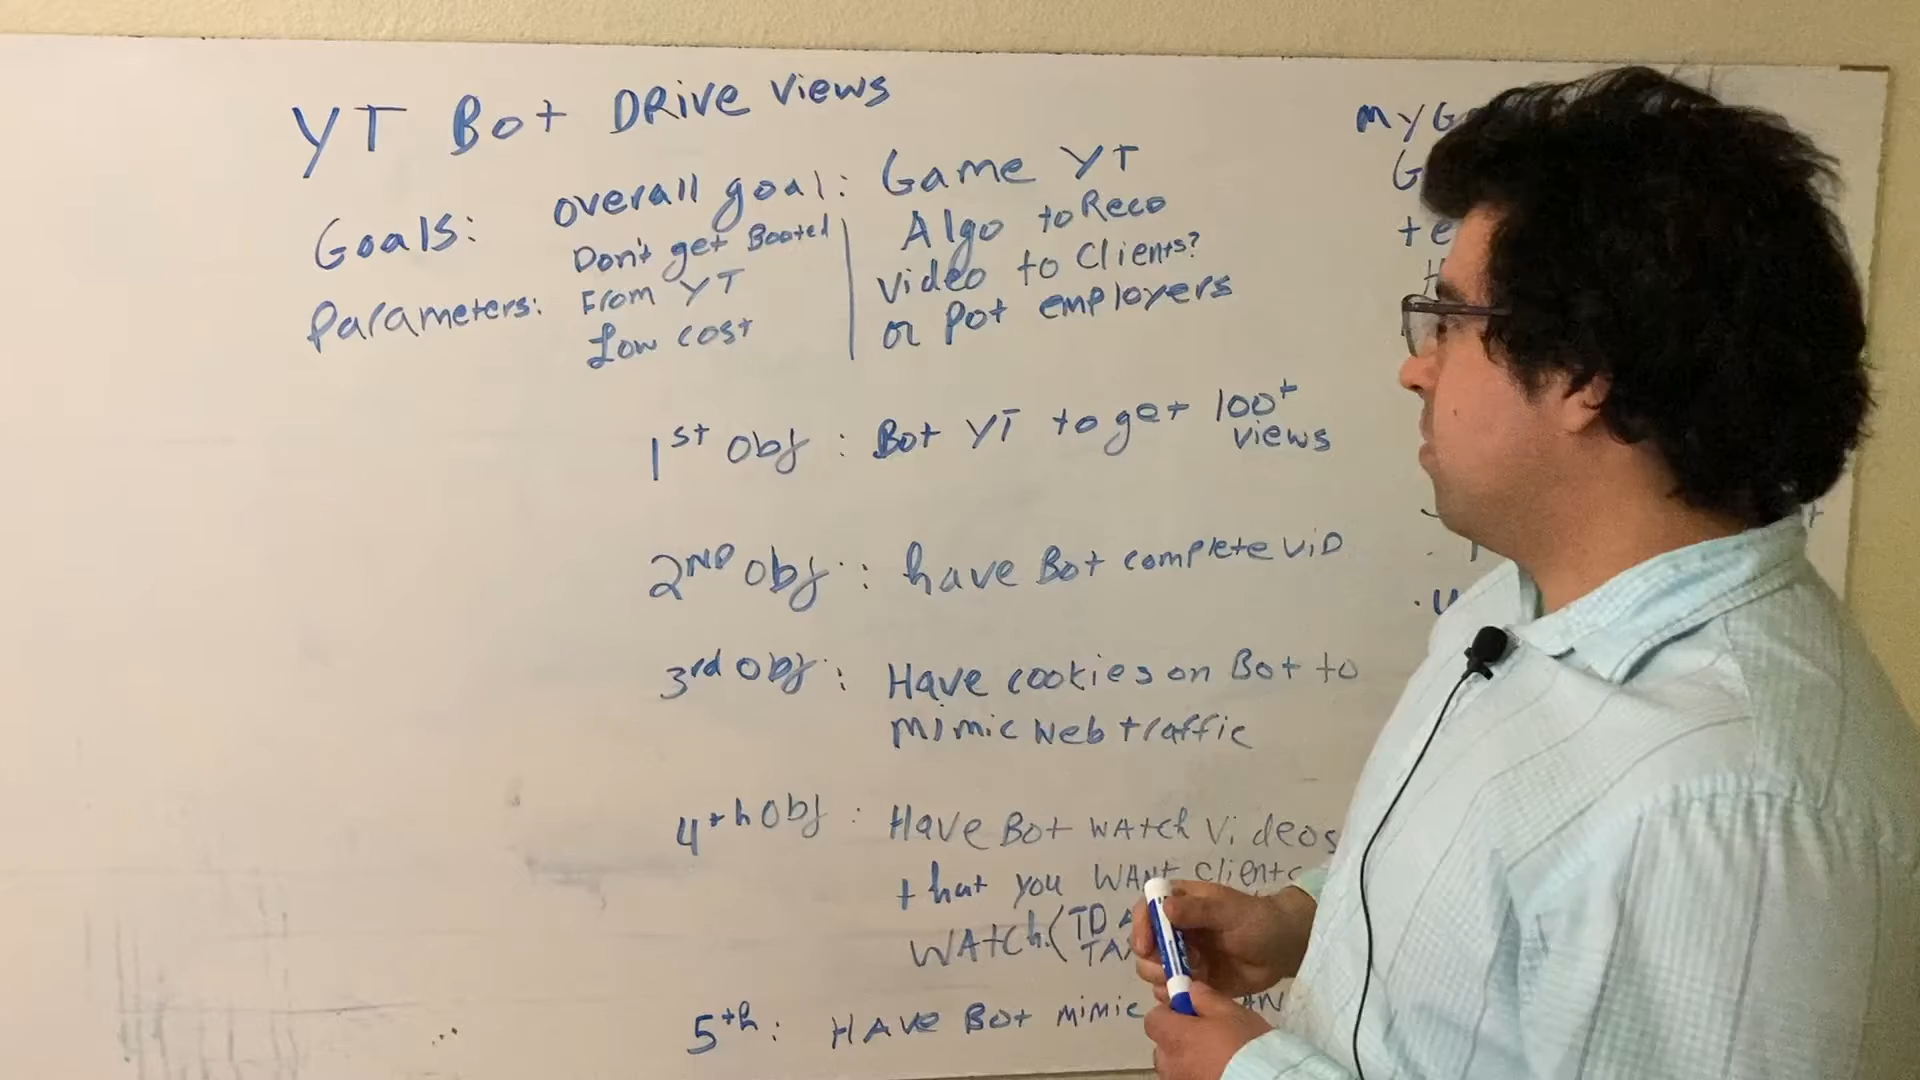 YT Bot DRive views
Goals: overall goal: Game YT
Algo to Reco
video to Clients?
or Pot employers
Parameters: Don't get Booted
From YT
Low cost
1st Obj: Bot YT to get 100+
views
2ND Obj: have Bot complete ViD
3rd Obj: Have cookies on Bot to
mimic web traffic
4th Obj: Have Bot WAtch Videos
that you WANt clients
WAtch. (TD
5th: HAVE Bot mimic
MyG